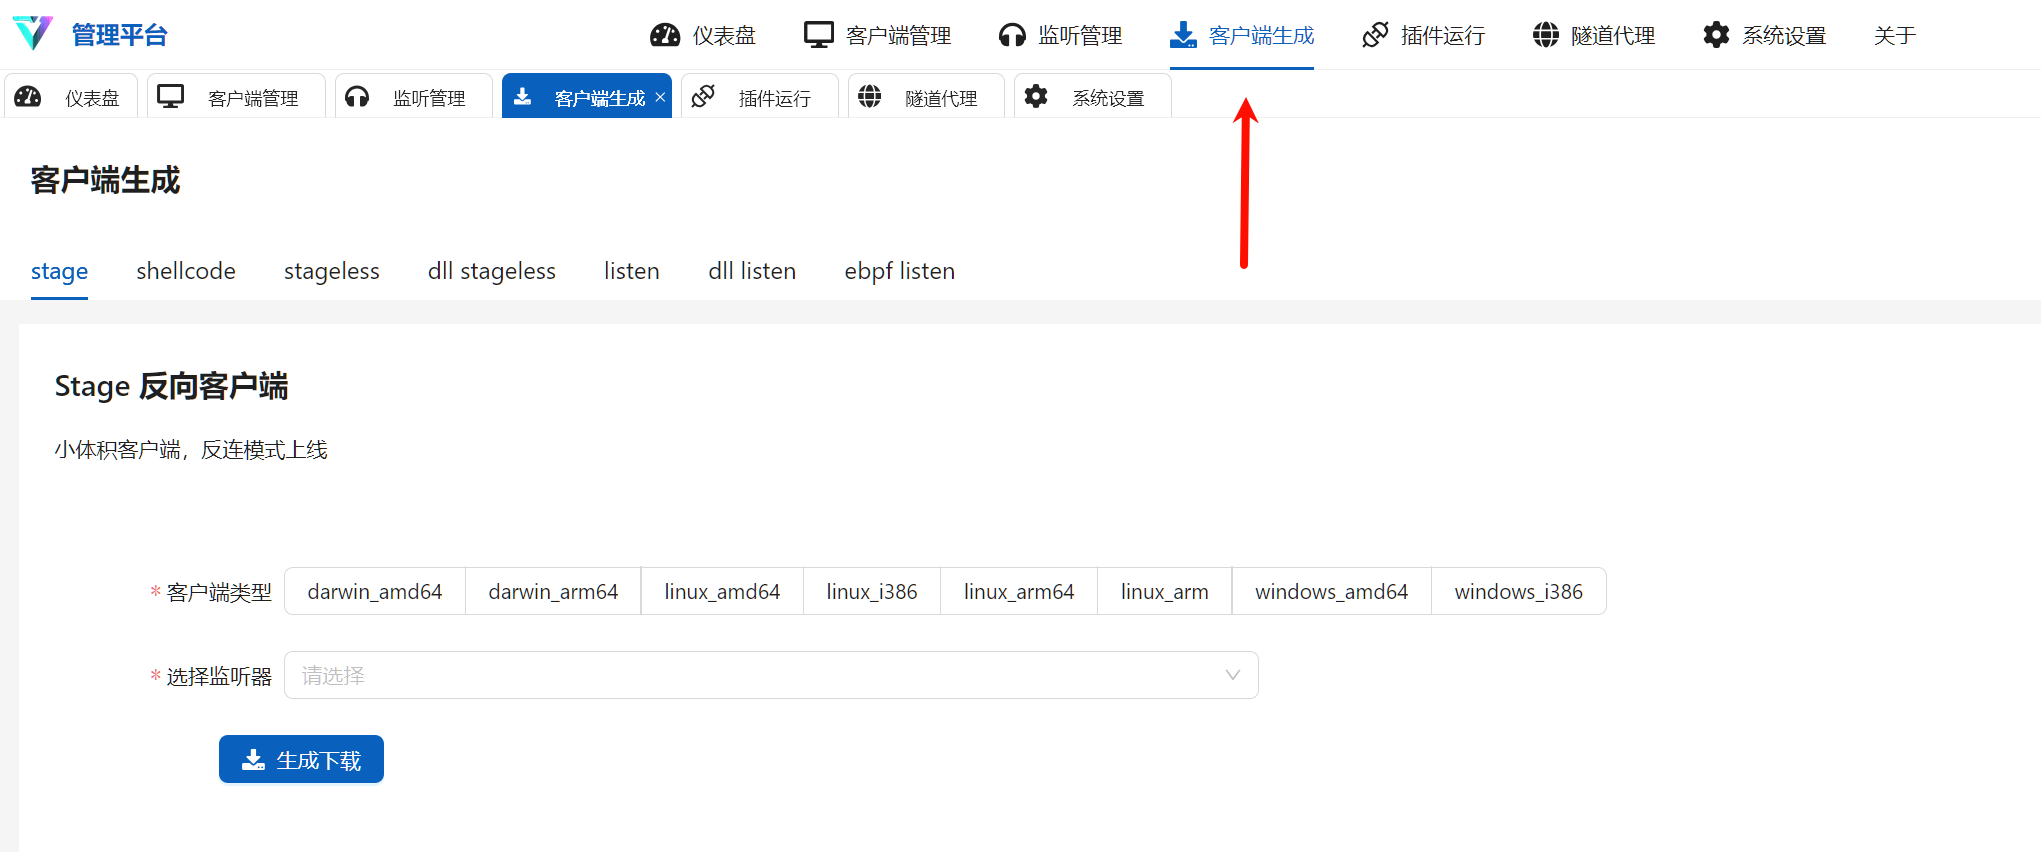 管理平台 仪表盘 客户端管理 监听管理 客户端生成 插件运行 隧道代理 系统设置 关于
仪表盘 客户端管理 监听管理 客户端生成 × 插件运行 隧道代理 系统设置
客户端生成
stage shellcode stageless dll stageless listen dll listen ebpf listen
Stage 反向客户端
小体积客户端，反连模式上线
* 客户端类型 darwin_amd64 darwin_arm64 linux_amd64 linux_i386 linux_arm64 linux_arm windows_amd64 windows_i386
* 选择监听器 请选择
生成下载